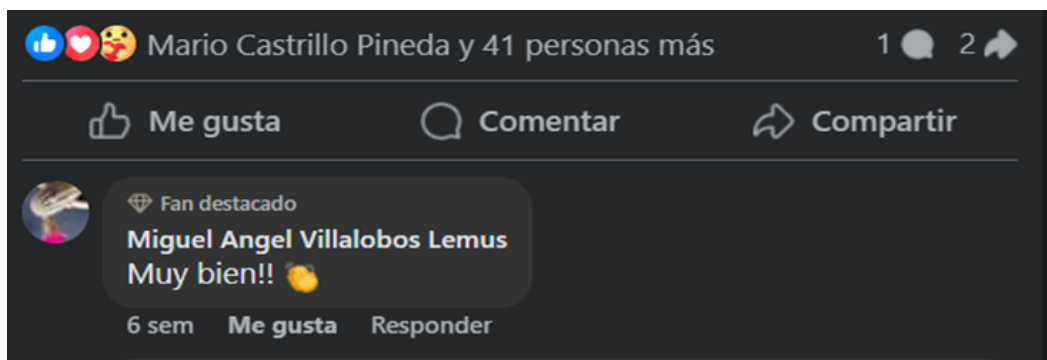 Mario Castrillo Pineda y 41 personas más 1 2
Me gusta Comentar Compartir
Fan destacado
Miguel Angel Villalobos Lemus
Muy bien!! 👏
6 sem Me gusta Responder